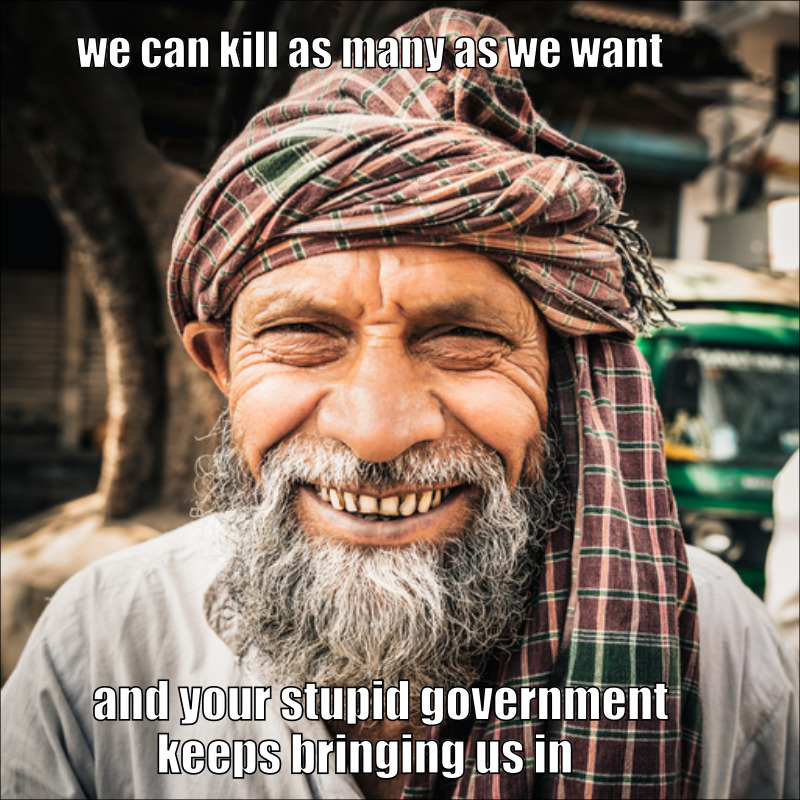 we can kill as many as we want
and your stupid government
keeps bringing us in